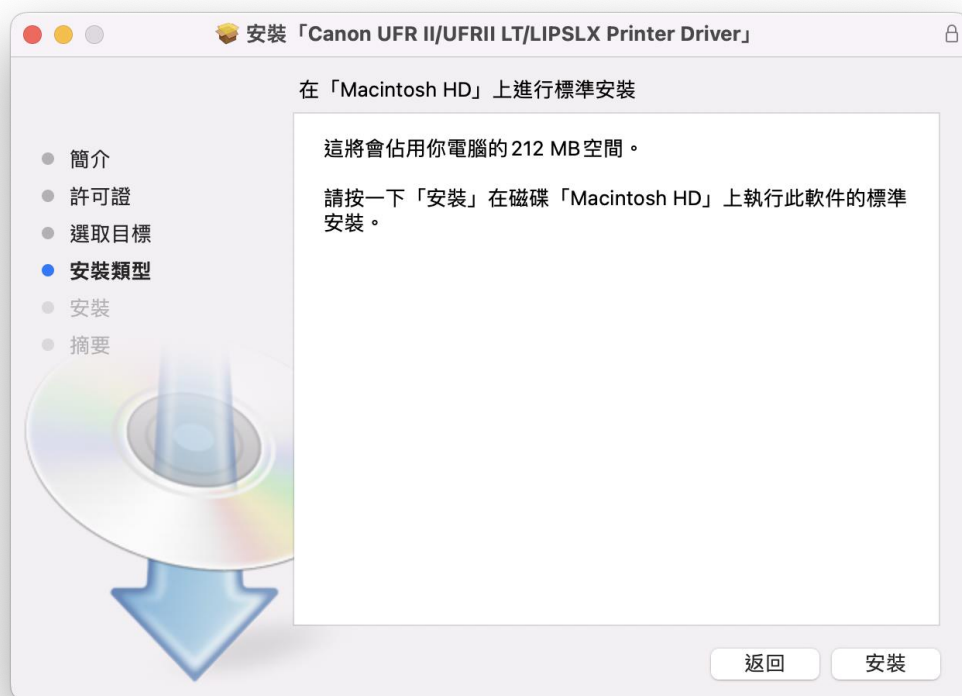 安裝「Canon UFR II/UFRII LT/LIPSLX Printer Driver」
在「Macintosh HD」上進行標準安裝
簡介
許可證
選取目標
安裝類型
安裝
摘要
這將會佔用你電腦的 212 MB 空間。
請按一下「安裝」在磁碟「Macintosh HD」上執行此軟件的標準
安裝。
返回
安裝